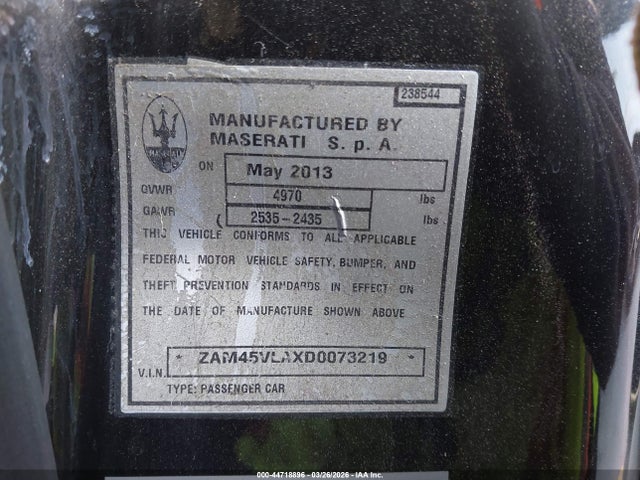 238544
MANUFACTURED BY
MASERATI S. p. A.
ON May 2013
GVWR 4970 lbs
GAWR ( 2535-2435 lbs
THIS VEHICLE CONFORMS TO ALL APPLICABLE
FEDERAL MOTOR VEHICLE SAFETY, BUMPER, AND
THEFT PREVENTION STANDARDS IN EFFECT ON
THE DATE OF MANUFACTURE SHOWN ABOVE
V.I.N. * ZAM45VLAXD0073219 *
TYPE: PASSENGER CAR
000-44718896 • 03/26/2026 • IAA Inc.